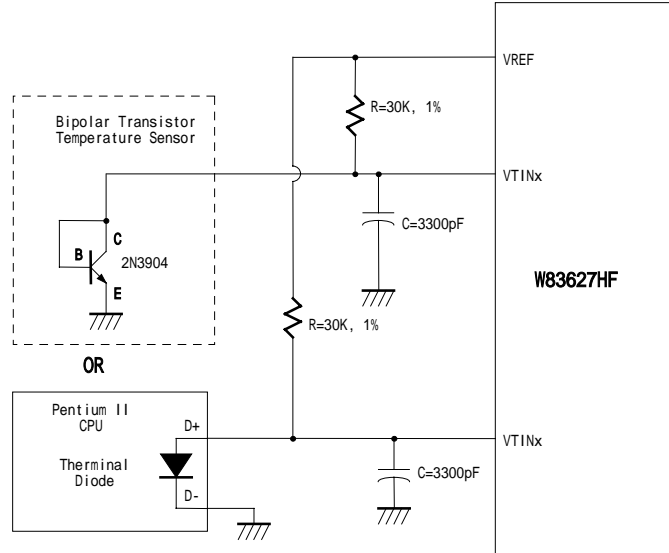 VREF
R=30K, 1%
Bipolar Transistor
Temperature Sensor
VTINx
C
B
2N3904
E
C=3300pF
W83627HF
R=30K, 1%
OR
Pentium II
CPU
D+
VTINx
Therminal
Diode
C=3300pF
D-